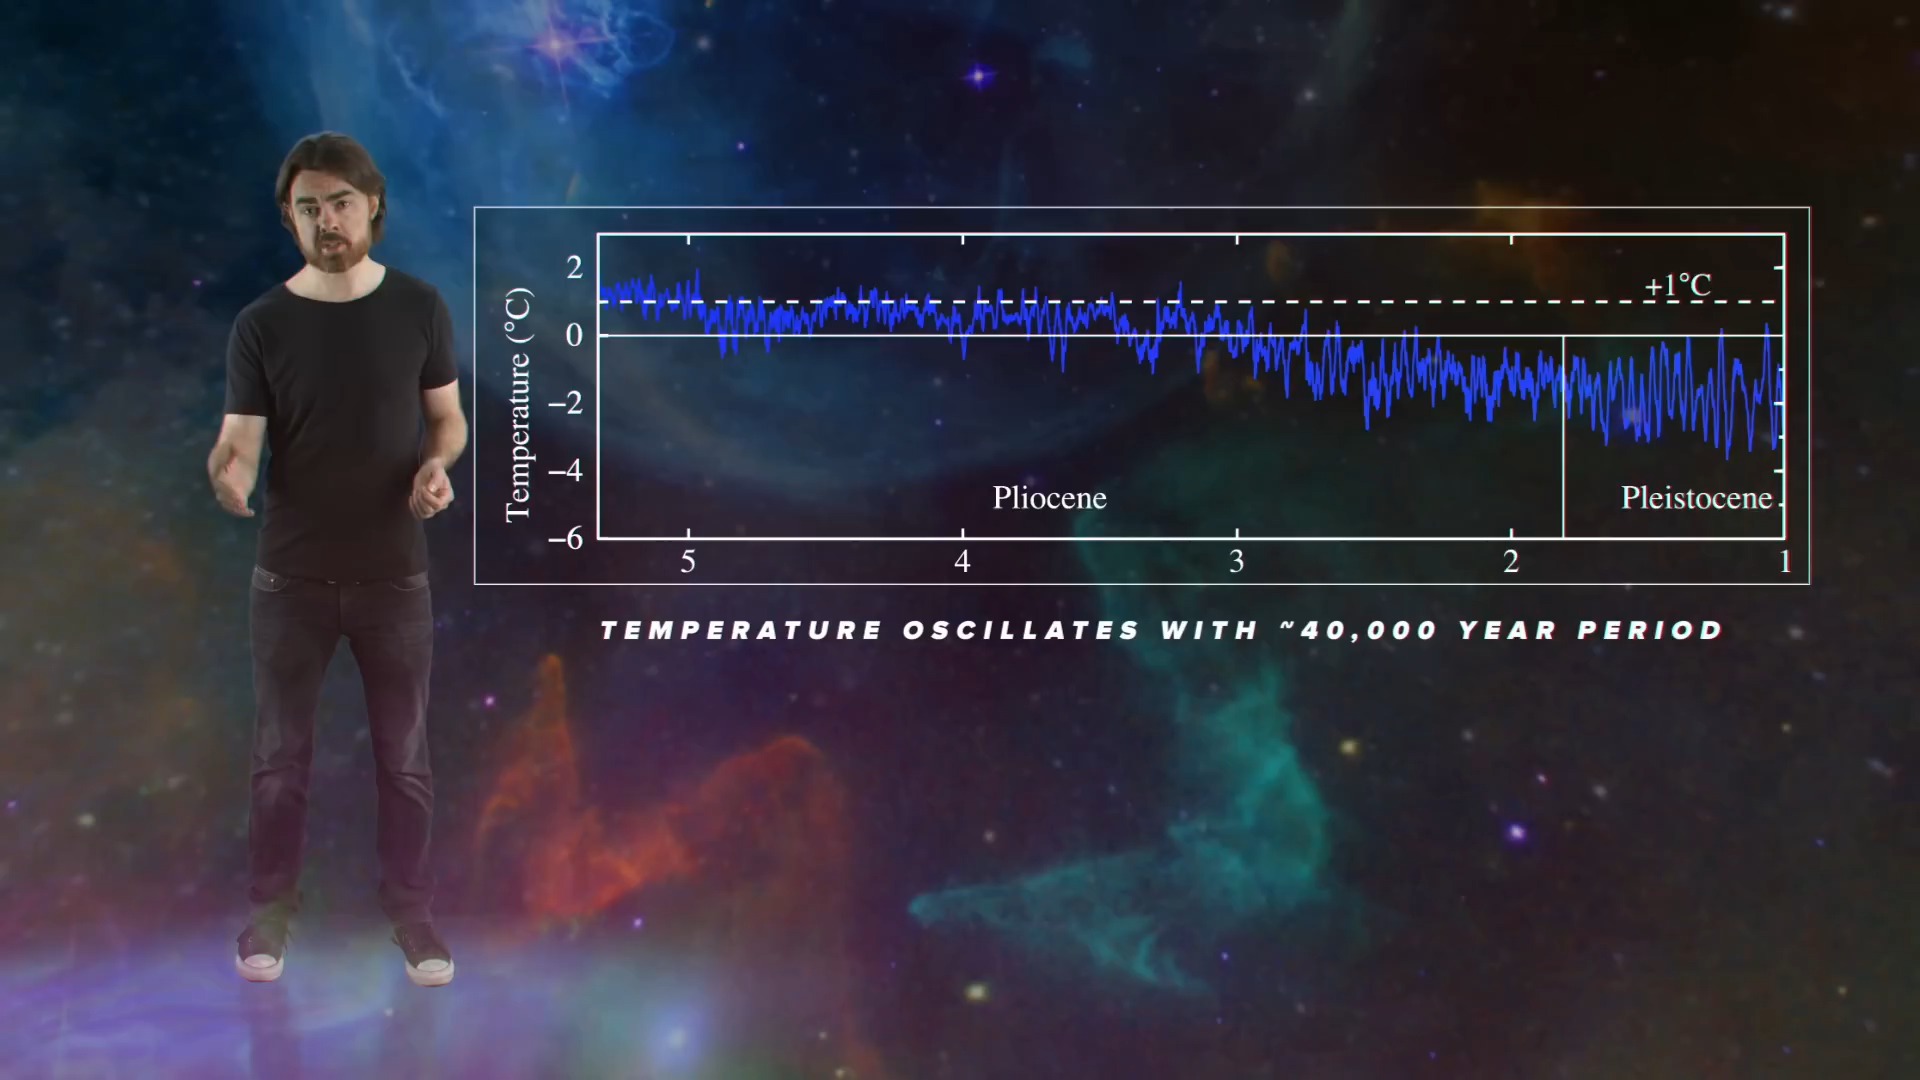 Temperature (°C)
2
0
−2
−4
−6
+1°C
Pliocene
Pleistocene
5
4
3
2
1
TEMPERATURE OSCILLATES WITH ~40,000 YEAR PERIOD